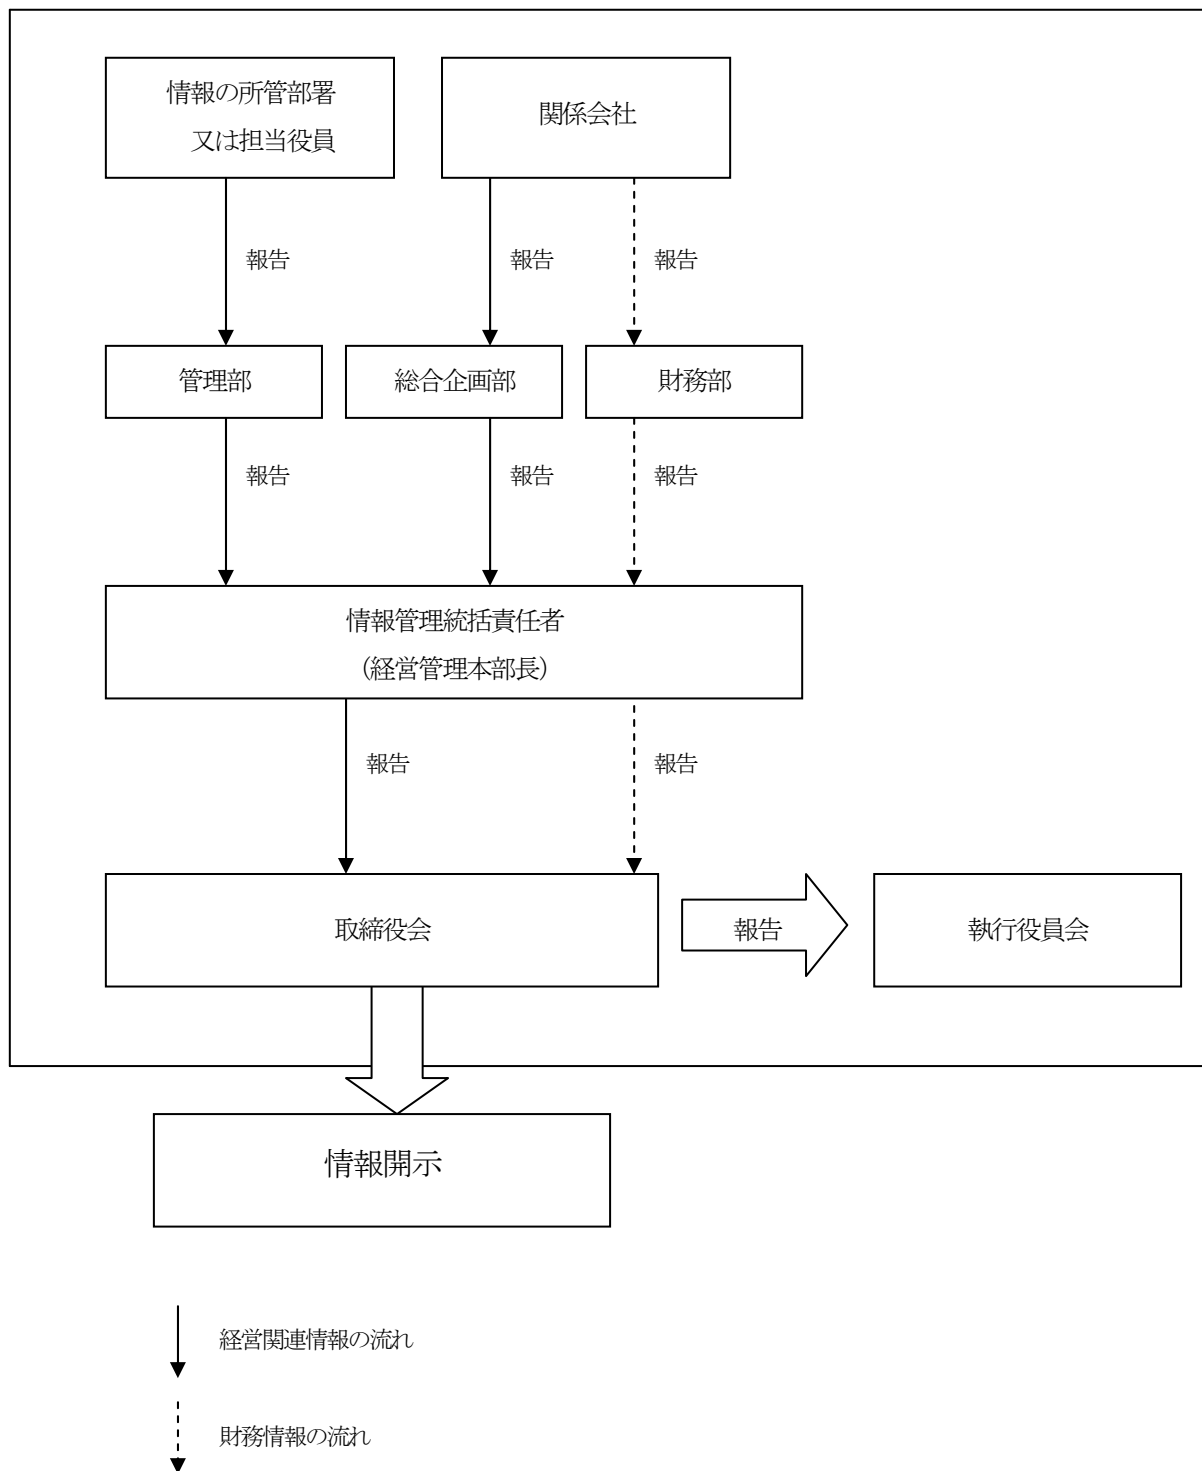 情報の所管部署
又は担当役員
関係会社
報告
報告
報告
管理部
総合企画部
財務部
報告
報告
報告
情報管理統括責任者
（経営管理本部長）
報告
報告
取締役会
報告
執行役員会
情報開示
経営関連情報の流れ
財務情報の流れ